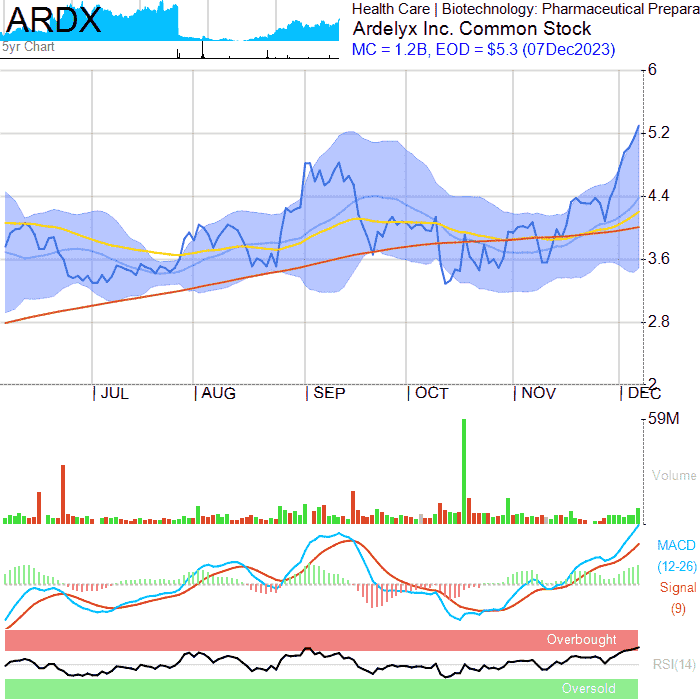 ARDX
5yr Chart
Health Care | Biotechnology: Pharmaceutical Prepara
Ardelyx Inc. Common Stock
MC = 1.2B, EOD = $5.3 (07Dec2023)
6
5.2
4.4
3.6
2.8
2
JUL
AUG
SEP
OCT
NOV
DEC
59M
Volume
MACD
(12-26)
Signal
(9)
Overbought
RSI(14)
Oversold